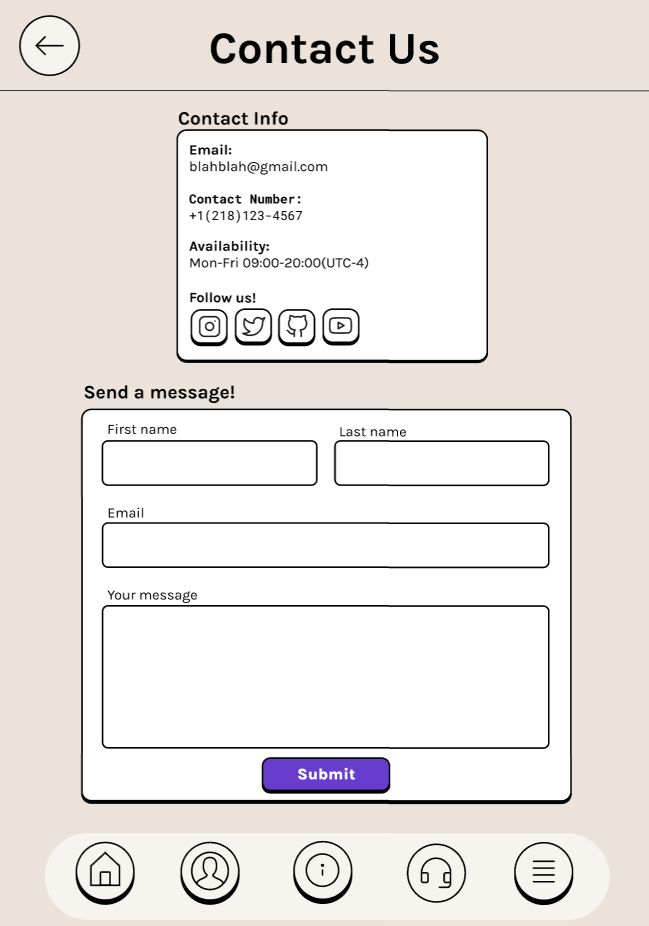 Contact Us
Contact Info
Email:
blahblah@gmail.com
Contact Number:
+1(218)123-4567
Availability:
Mon-Fri 09:00-20:00(UTC-4)
Follow us!
Send a message!
First name
Last name
Email
Your message
Submit